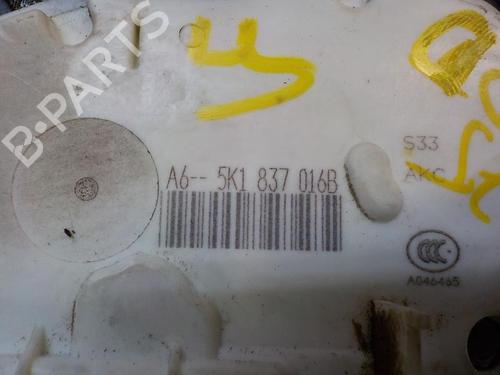 B-PARTS
A6-- 5K1 837 016B
S33
AKC
A046465